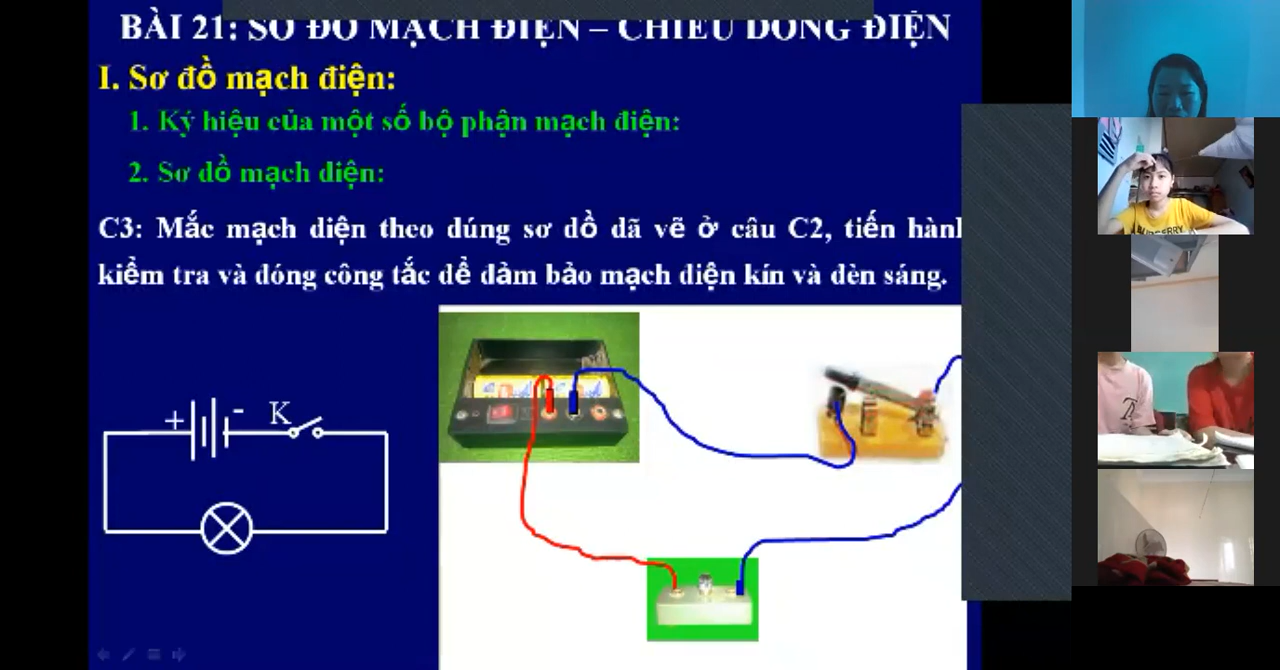 BÀI 21: SƠ ĐỒ MẠCH ĐIỆN – CHIỀU DÒNG ĐIỆN
I. Sơ đồ mạch điện:
1. Ký hiệu của một số bộ phận mạch điện:
2. Sơ đồ mạch điện:
C3: Mắc mạch điện theo đúng sơ đồ đã vẽ ở câu C2, tiến hành
kiểm tra và đóng công tắc để đảm bảo mạch điện kín và đèn sáng.
+ - K